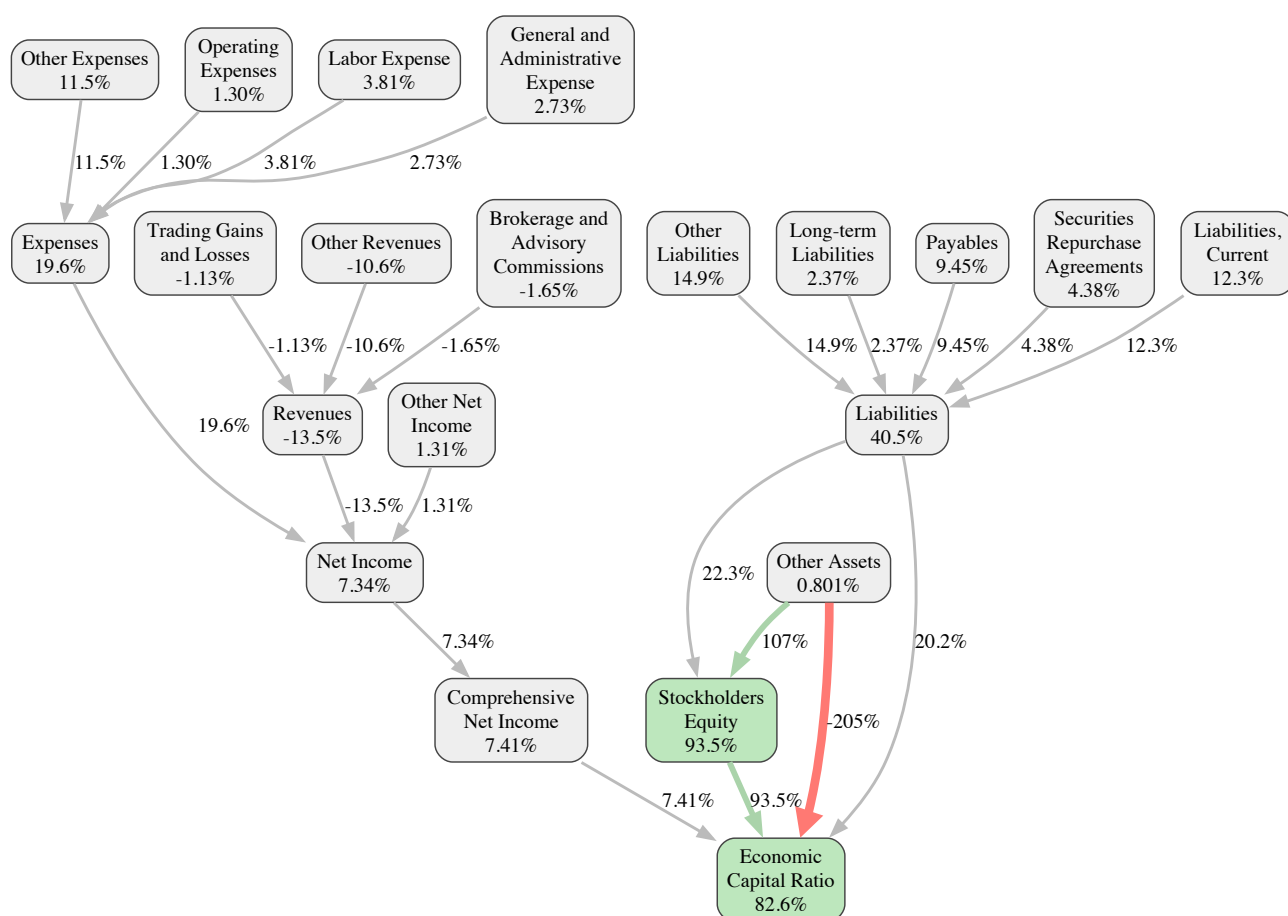 Other Expenses
11.5%
Operating
Expenses
1.30%
Labor Expense
3.81%
General and
Administrative
Expense
2.73%
11.5%
1.30%
3.81%
2.73%
Expenses
19.6%
Trading Gains
and Losses
-1.13%
Other Revenues
-10.6%
Brokerage and
Advisory
Commissions
-1.65%
Other
Liabilities
14.9%
Long-term
Liabilities
2.37%
Payables
9.45%
Securities
Repurchase
Agreements
4.38%
Liabilities,
Current
12.3%
-1.13%
-10.6%
-1.65%
14.9%
2.37%
9.45%
4.38%
12.3%
19.6%
Revenues
-13.5%
Other Net
Income
1.31%
Liabilities
40.5%
-13.5%
1.31%
Net Income
7.34%
22.3%
Other Assets
0.801%
7.34%
107%
20.2%
Comprehensive
Net Income
7.41%
Stockholders
Equity
93.5%
-205%
7.41%
93.5%
Economic
Capital Ratio
82.6%